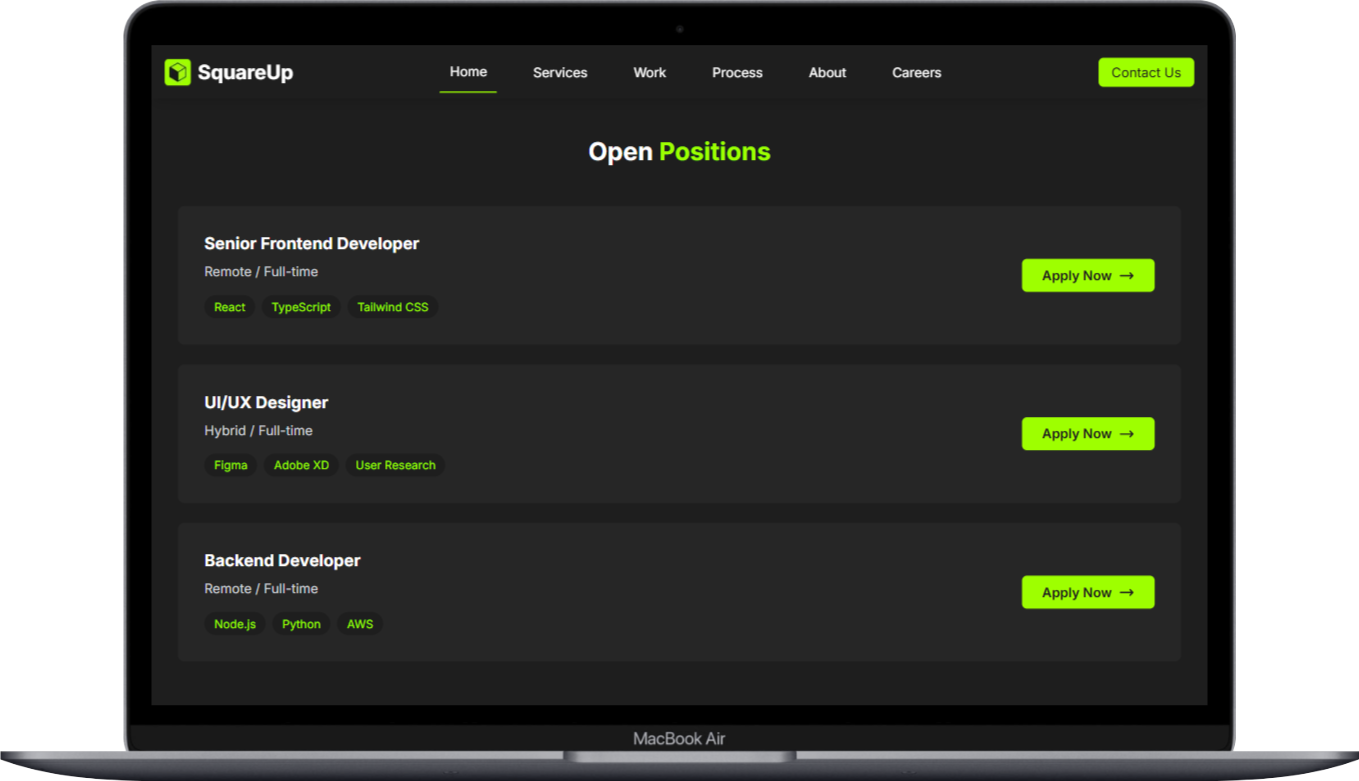 SquareUp
Home Services Work Process About Careers
Contact Us
Open Positions
Senior Frontend Developer
Remote / Full-time
React TypeScript Tailwind CSS
Apply Now →
UI/UX Designer
Hybrid / Full-time
Figma Adobe XD User Research
Apply Now →
Backend Developer
Remote / Full-time
Node.js Python AWS
Apply Now →
MacBook Air